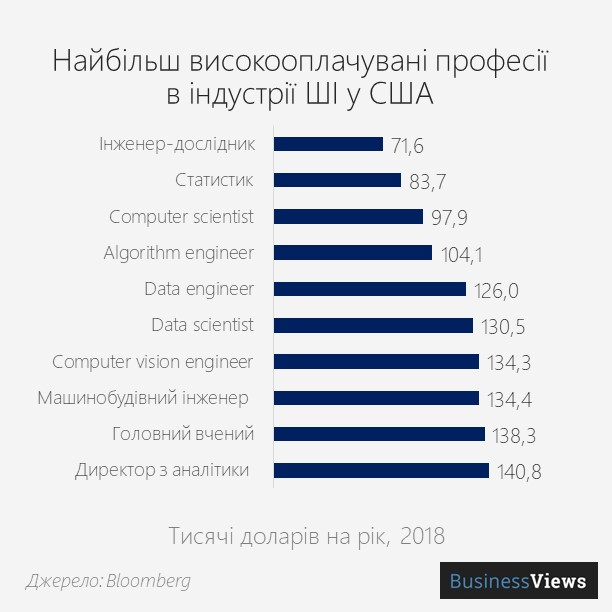 Найбільш високооплачувані професії
в індустрії ШІ у США
Інженер-дослідник 71,6
Статистик 83,7
Computer scientist 97,9
Algorithm engineer 104,1
Data engineer 126,0
Data scientist 130,5
Computer vision engineer 134,3
Машинобудівний інженер 134,4
Головний вчений 138,3
Директор з аналітики 140,8
Тисячі доларів на рік, 2018
Джерело: Bloomberg
BusinessViews